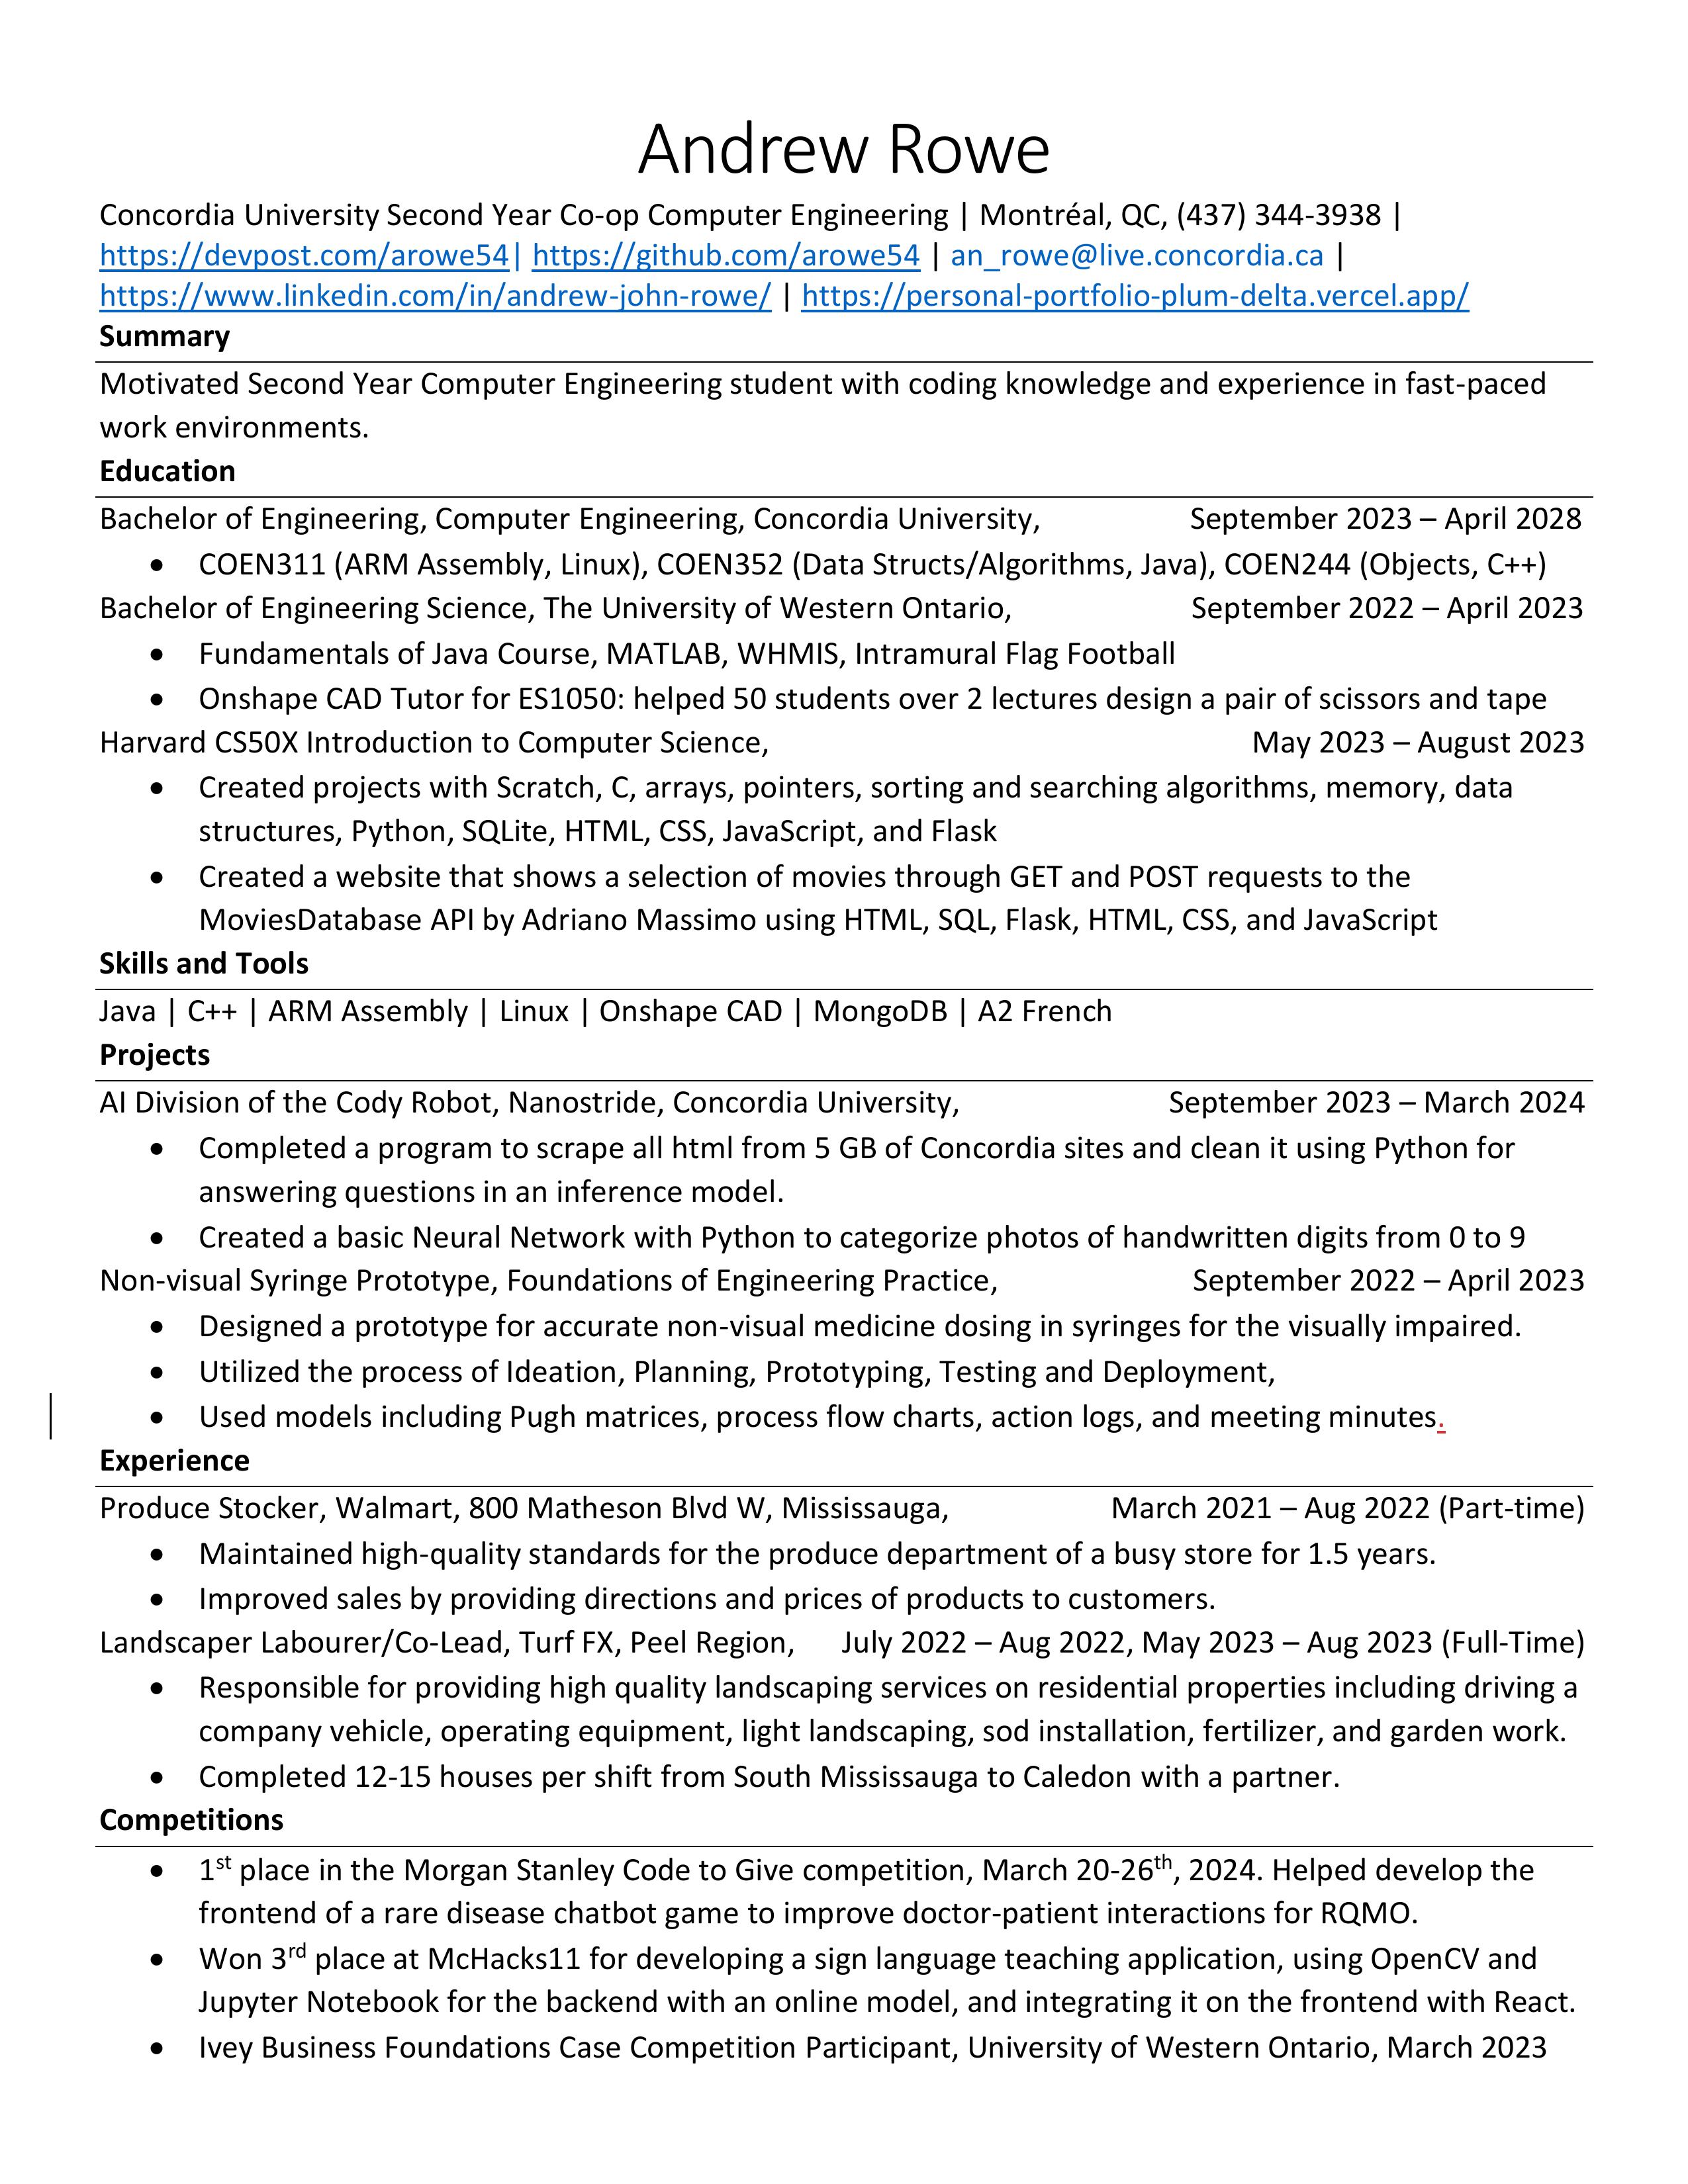 Andrew Rowe
Concordia University Second Year Co-op Computer Engineering | Montréal, QC, (437) 344-3938 |
https://devpost.com/arowe54| https://github.com/arowe54 | an_rowe@live.concordia.ca |
https://www.linkedin.com/in/andrew-john-rowe/ | https://personal-portfolio-plum-delta.vercel.app/
Summary
Motivated Second Year Computer Engineering student with coding knowledge and experience in fast-paced
work environments.
Education
Bachelor of Engineering, Computer Engineering, Concordia University, September 2023 – April 2028
• COEN311 (ARM Assembly, Linux), COEN352 (Data Structs/Algorithms, Java), COEN244 (Objects, C++)
Bachelor of Engineering Science, The University of Western Ontario, September 2022 – April 2023
• Fundamentals of Java Course, MATLAB, WHMIS, Intramural Flag Football
• Onshape CAD Tutor for ES1050: helped 50 students over 2 lectures design a pair of scissors and tape
Harvard CS50X Introduction to Computer Science, May 2023 – August 2023
• Created projects with Scratch, C, arrays, pointers, sorting and searching algorithms, memory, data
structures, Python, SQLite, HTML, CSS, JavaScript, and Flask
• Created a website that shows a selection of movies through GET and POST requests to the
MoviesDatabase API by Adriano Massimo using HTML, SQL, Flask, HTML, CSS, and JavaScript
Skills and Tools
Java | C++ | ARM Assembly | Linux | Onshape CAD | MongoDB | A2 French
Projects
AI Division of the Cody Robot, Nanostride, Concordia University, September 2023 – March 2024
• Completed a program to scrape all html from 5 GB of Concordia sites and clean it using Python for
answering questions in an inference model.
• Created a basic Neural Network with Python to categorize photos of handwritten digits from 0 to 9
Non-visual Syringe Prototype, Foundations of Engineering Practice, September 2022 – April 2023
• Designed a prototype for accurate non-visual medicine dosing in syringes for the visually impaired.
• Utilized the process of Ideation, Planning, Prototyping, Testing and Deployment,
• Used models including Pugh matrices, process flow charts, action logs, and meeting minutes.
Experience
Produce Stocker, Walmart, 800 Matheson Blvd W, Mississauga, March 2021 – Aug 2022 (Part-time)
• Maintained high-quality standards for the produce department of a busy store for 1.5 years.
• Improved sales by providing directions and prices of products to customers.
Landscaper Labourer/Co-Lead, Turf FX, Peel Region, July 2022 – Aug 2022, May 2023 – Aug 2023 (Full-Time)
• Responsible for providing high quality landscaping services on residential properties including driving a
company vehicle, operating equipment, light landscaping, sod installation, fertilizer, and garden work.
• Completed 12-15 houses per shift from South Mississauga to Caledon with a partner.
Competitions
• 1st place in the Morgan Stanley Code to Give competition, March 20-26th, 2024. Helped develop the
frontend of a rare disease chatbot game to improve doctor-patient interactions for RQMO.
• Won 3rd place at McHacks11 for developing a sign language teaching application, using OpenCV and
Jupyter Notebook for the backend with an online model, and integrating it on the frontend with React.
• Ivey Business Foundations Case Competition Participant, University of Western Ontario, March 2023